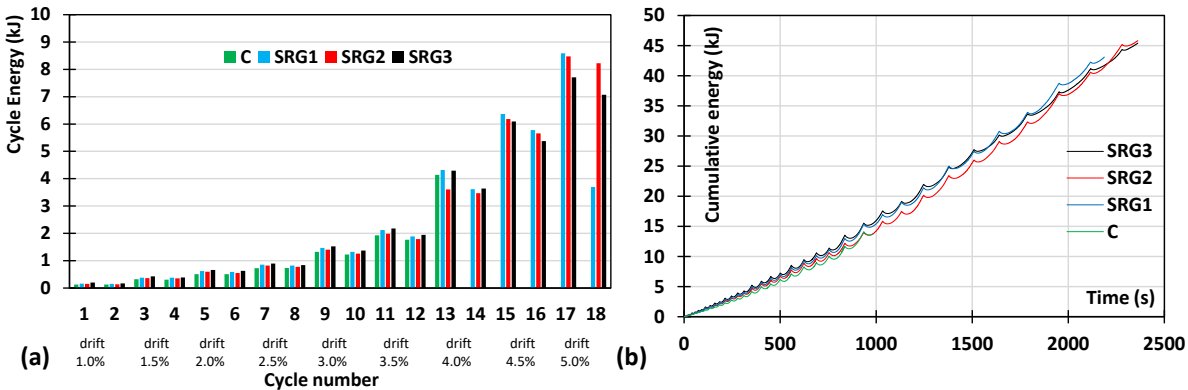 Cycle Energy (kJ)
10
9
8
7
6
5
4
3
2
1
0
C SRG1 SRG2 SRG3
1 2 3 4 5 6 7 8 9 10 11 12 13 14 15 16 17 18
drift drift drift drift drift drift drift drift drift
1.0% 1.5% 2.0% 2.5% 3.0% 3.5% 4.0% 4.5% 5.0%
(a)
Cycle number
Cumulative energy (kJ)
50
45
40
35
30
25
20
15
10
5
0
SRG3
SRG2
SRG1
C
Time (s)
0 500 1000 1500 2000 2500
(b)